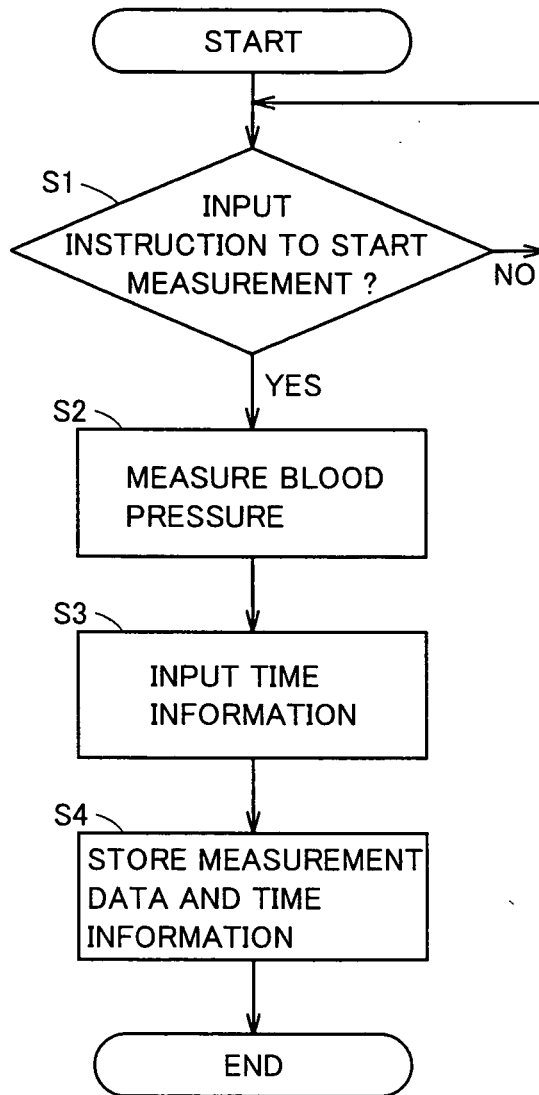 START
S1
INPUT
INSTRUCTION TO START
MEASUREMENT ?
NO
YES
S2
MEASURE BLOOD
PRESSURE
S3
INPUT TIME
INFORMATION
S4
STORE MEASUREMENT
DATA AND TIME
INFORMATION
END